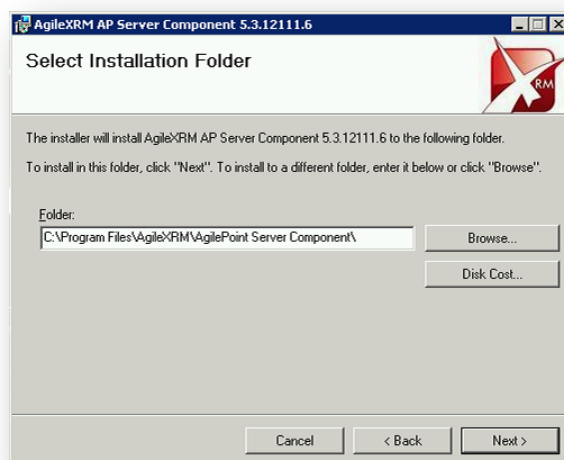 AgileXRM AP Server Component 5.3.12111.6
Select Installation Folder
XRM
The installer will install AgileXRM AP Server Component 5.3.12111.6 to the following folder.
To install in this folder, click "Next". To install to a different folder, enter it below or click "Browse".
Folder:
C:\Program Files\AgileXRM\AgilePoint Server Component\
Browse...
Disk Cost...
Cancel
< Back
Next >